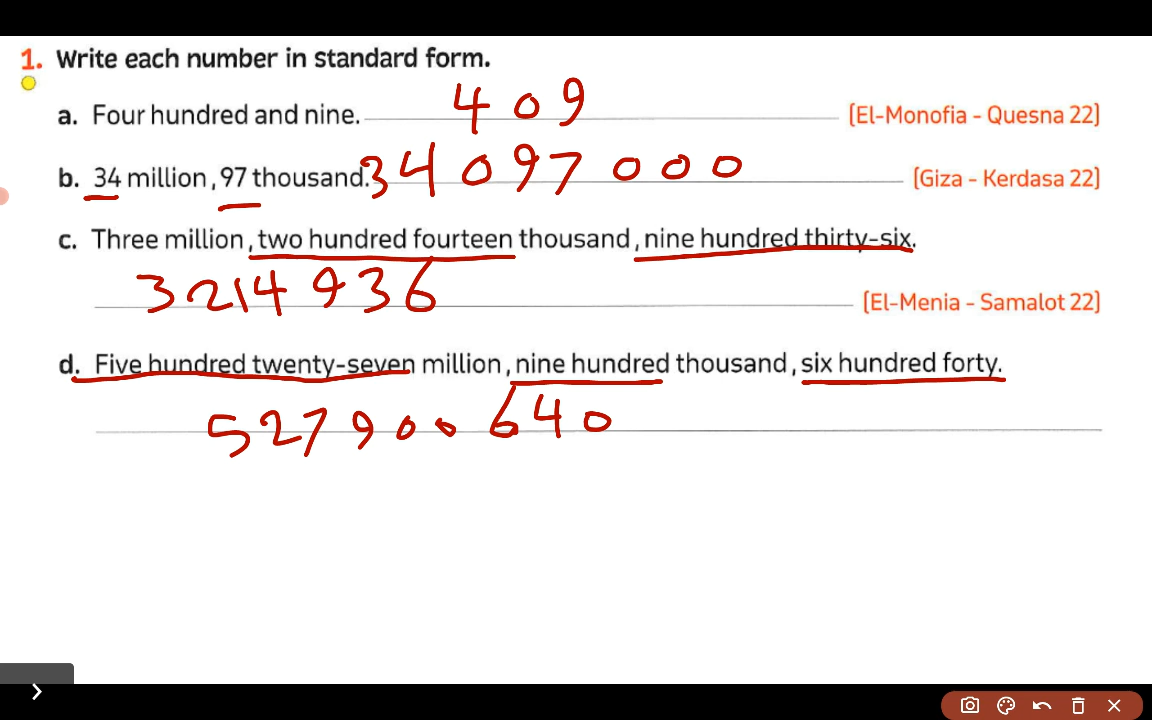 1. Write each number in standard form.
a. Four hundred and nine. 409 (El-Monofia - Quesna 22)
b. 34 million, 97 thousand. 34 097 000 (Giza - Kerdasa 22)
c. Three million, two hundred fourteen thousand, nine hundred thirty-six.
3 214 936 (El-Menia - Samalot 22)
d. Five hundred twenty-seven million, nine hundred thousand, six hundred forty.
527 900 640